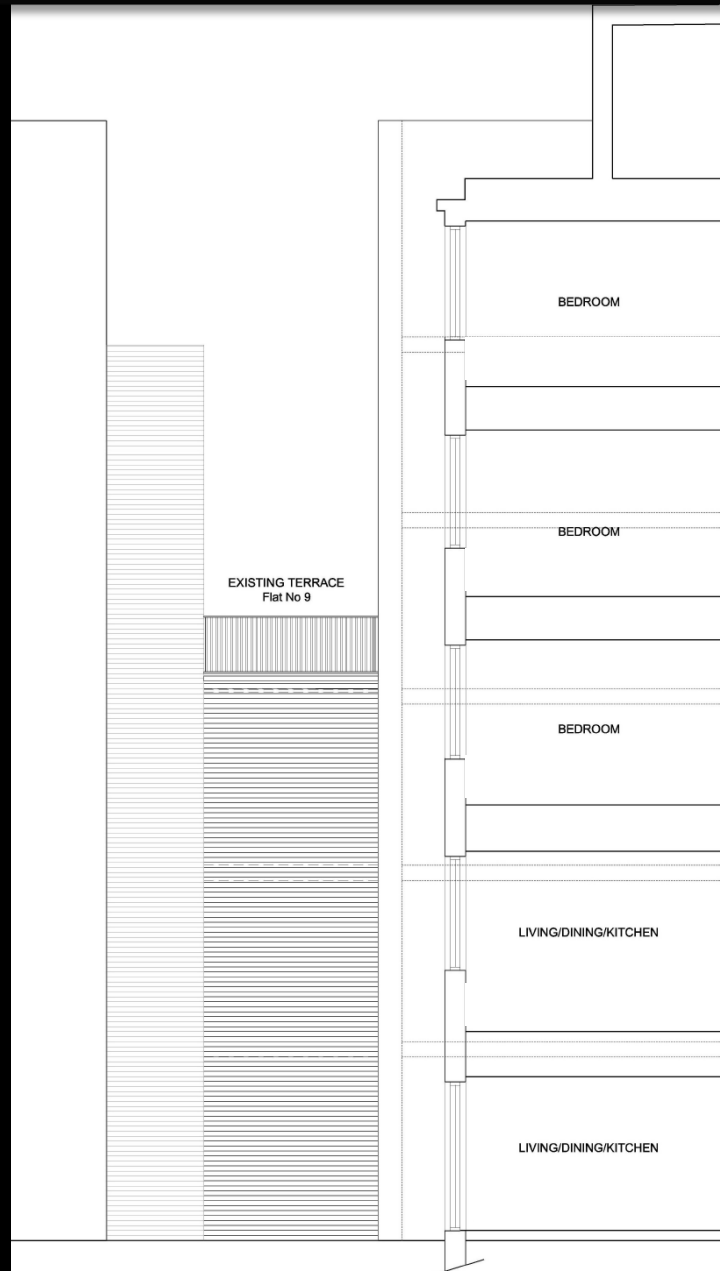 BEDROOM
BEDROOM
EXISTING TERRACE
Flat No 9
BEDROOM
LIVING/DINING/KITCHEN
LIVING/DINING/KITCHEN